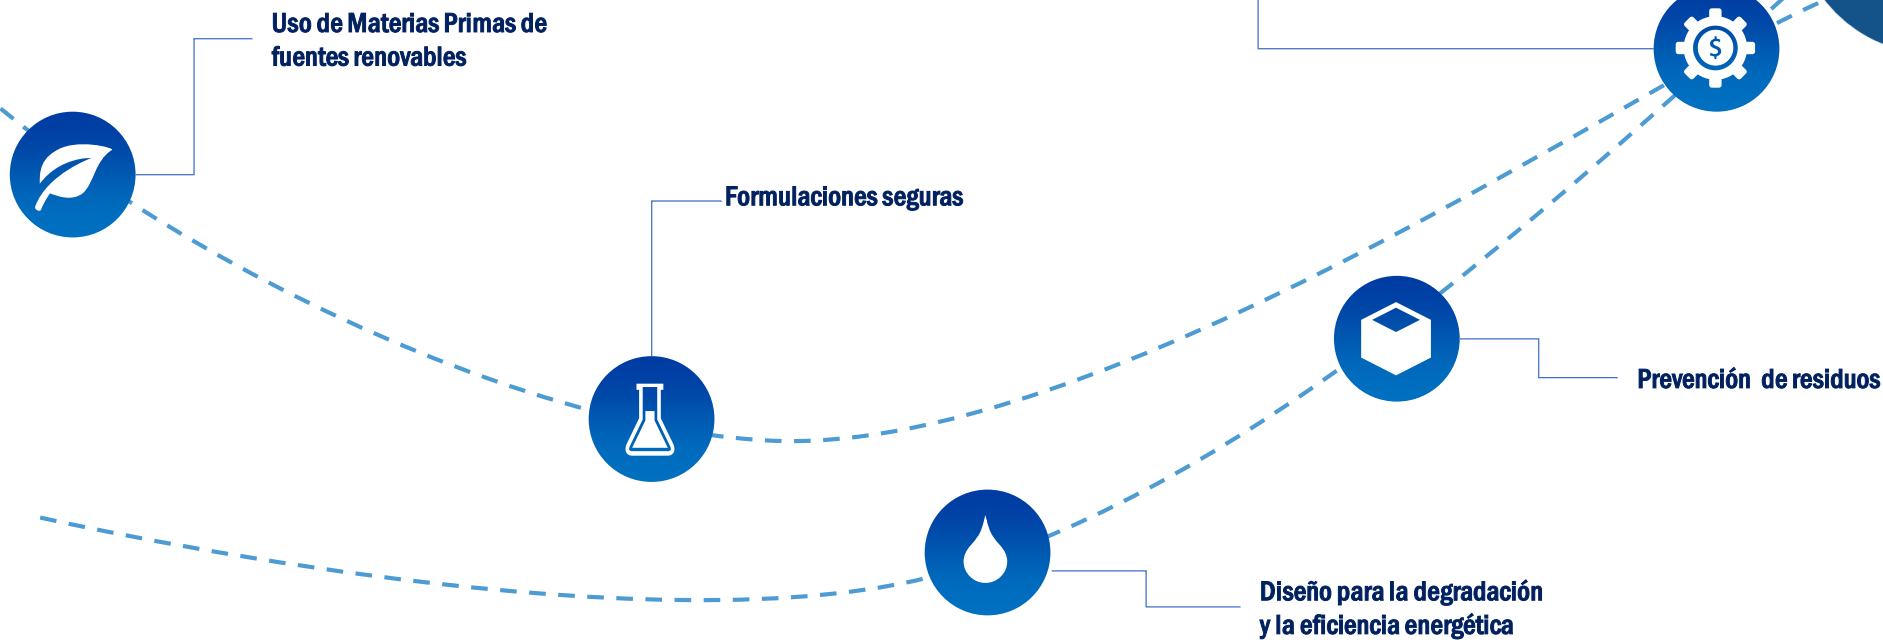 Uso de Materias Primas de
fuentes renovables
$
Formulaciones seguras
Prevención  de residuos
Diseño para la degradación
y la eficiencia energética